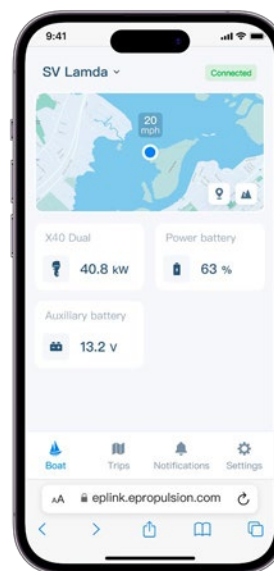 9:41
SV Lamda
Connected
20
mph
X40 Dual
Power battery
40.8 kW
63 %
Auxiliary battery
13.2 V
Boat
Trips
Notifications
Settings
AA
eplink.epropulsion.com